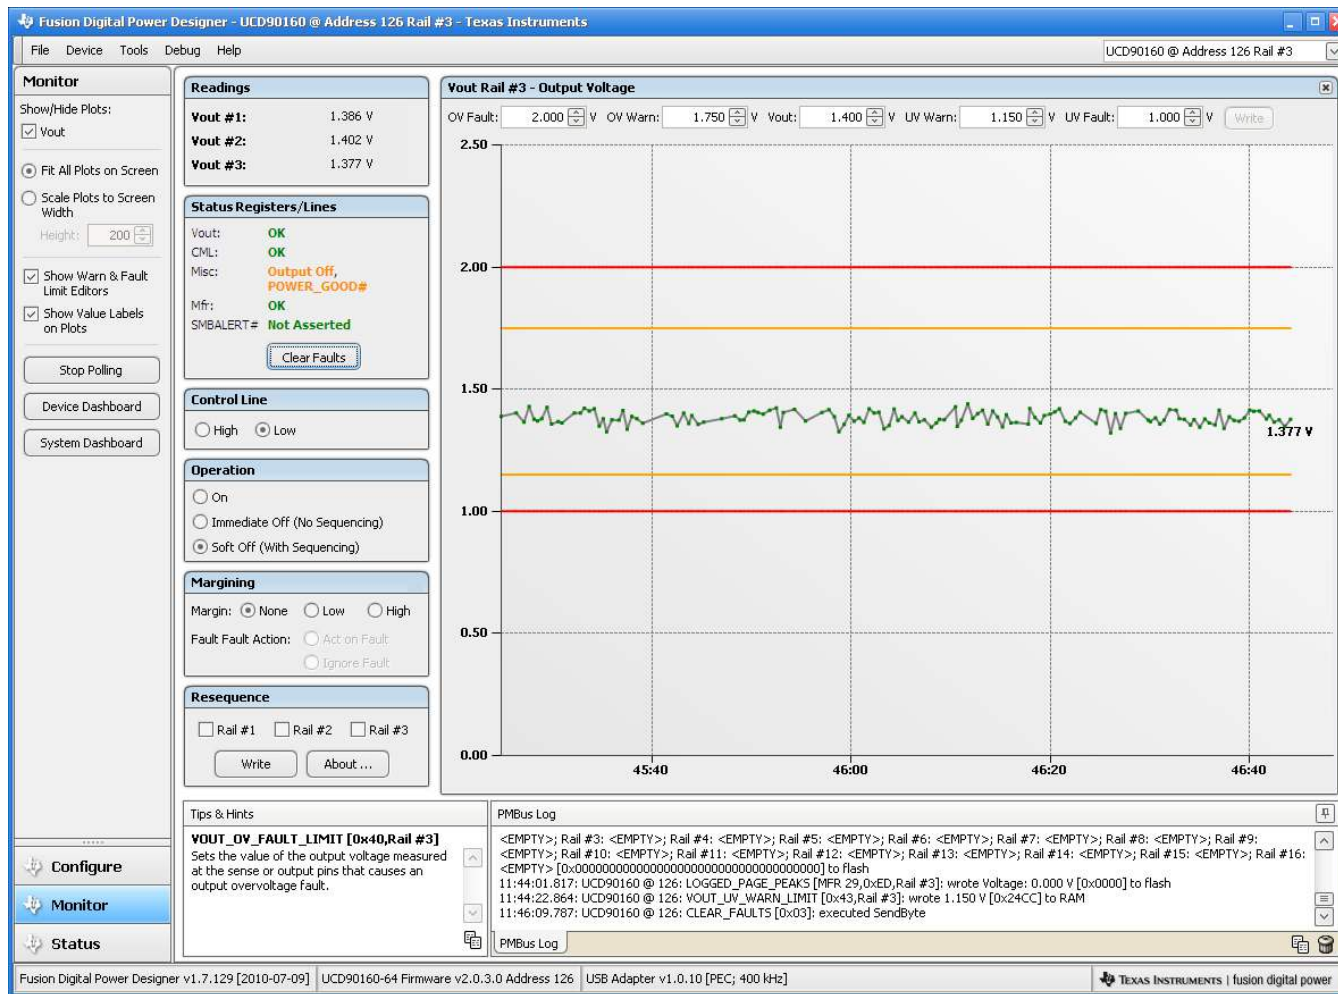 Fusion Digital Power Designer - UCD90160 @ Address 126 Rail #3 - Texas Instruments
File Device Tools Debug Help
UCD90160 @ Address 126 Rail #3
Monitor
Show/Hide Plots:
Vout
Fit All Plots on Screen
Scale Plots to Screen
Width
Height: 200
Show Warn & Fault
Limit Editors
Show Value Labels
on Plots
Stop Polling
Device Dashboard
System Dashboard
Configure
Monitor
Status
Readings
Vout #1: 1.386 V
Vout #2: 1.402 V
Vout #3: 1.377 V
Status Registers/Lines
Vout: OK
CML: OK
Misc: Output Off,
POWER_GOOD#
Mfr: OK
SMBALERT# Not Asserted
Clear Faults
Control Line
High Low
Operation
On
Immediate Off (No Sequencing)
Soft Off (With Sequencing)
Margining
Margin: None Low High
Fault Fault Action: Act on Fault
Ignore Fault
Resequence
Rail #1 Rail #2 Rail #3
Write About ...
Vout Rail #3 - Output Voltage
OV Fault: 2.000 V OV Warn: 1.750 V Vout: 1.400 V UV Warn: 1.150 V UV Fault: 1.000 V Write
2.50
2.00
1.50
1.377 V
1.00
0.50
0.00
45:40 46:00 46:20 46:40
Tips & Hints
VOUT_OV_FAULT_LIMIT [0x40,Rail #3]
Sets the value of the output voltage measured
at the sense or output pins that causes an
output overvoltage fault.
PMBus Log
<EMPTY>; Rail #3: <EMPTY>; Rail #4: <EMPTY>; Rail #5: <EMPTY>; Rail #6: <EMPTY>; Rail #7: <EMPTY>; Rail #8: <EMPTY>; Rail #9:
<EMPTY>; Rail #10: <EMPTY>; Rail #11: <EMPTY>; Rail #12: <EMPTY>; Rail #13: <EMPTY>; Rail #14: <EMPTY>; Rail #15: <EMPTY>; Rail #16:
<EMPTY> [0x00000000000000000000000000000000] to flash
11:44:01.817: UCD90160 @ 126: LOGGED_PAGE_PEAKS [MFR 29,0xED,Rail #3]: wrote Voltage: 0.000 V [0x0000] to flash
11:44:22.864: UCD90160 @ 126: VOUT_UV_WARN_LIMIT [0x43,Rail #3]: wrote 1.150 V [0x24CC] to RAM
11:46:09.787: UCD90160 @ 126: CLEAR_FAULTS [0x03]: executed SendByte
PMBus Log
Fusion Digital Power Designer v1.7.129 [2010-07-09] UCD90160-64 Firmware v2.0.3.0 Address 126 USB Adapter v1.0.10 [PEC; 400 kHz] TEXAS INSTRUMENTS | fusion digital power